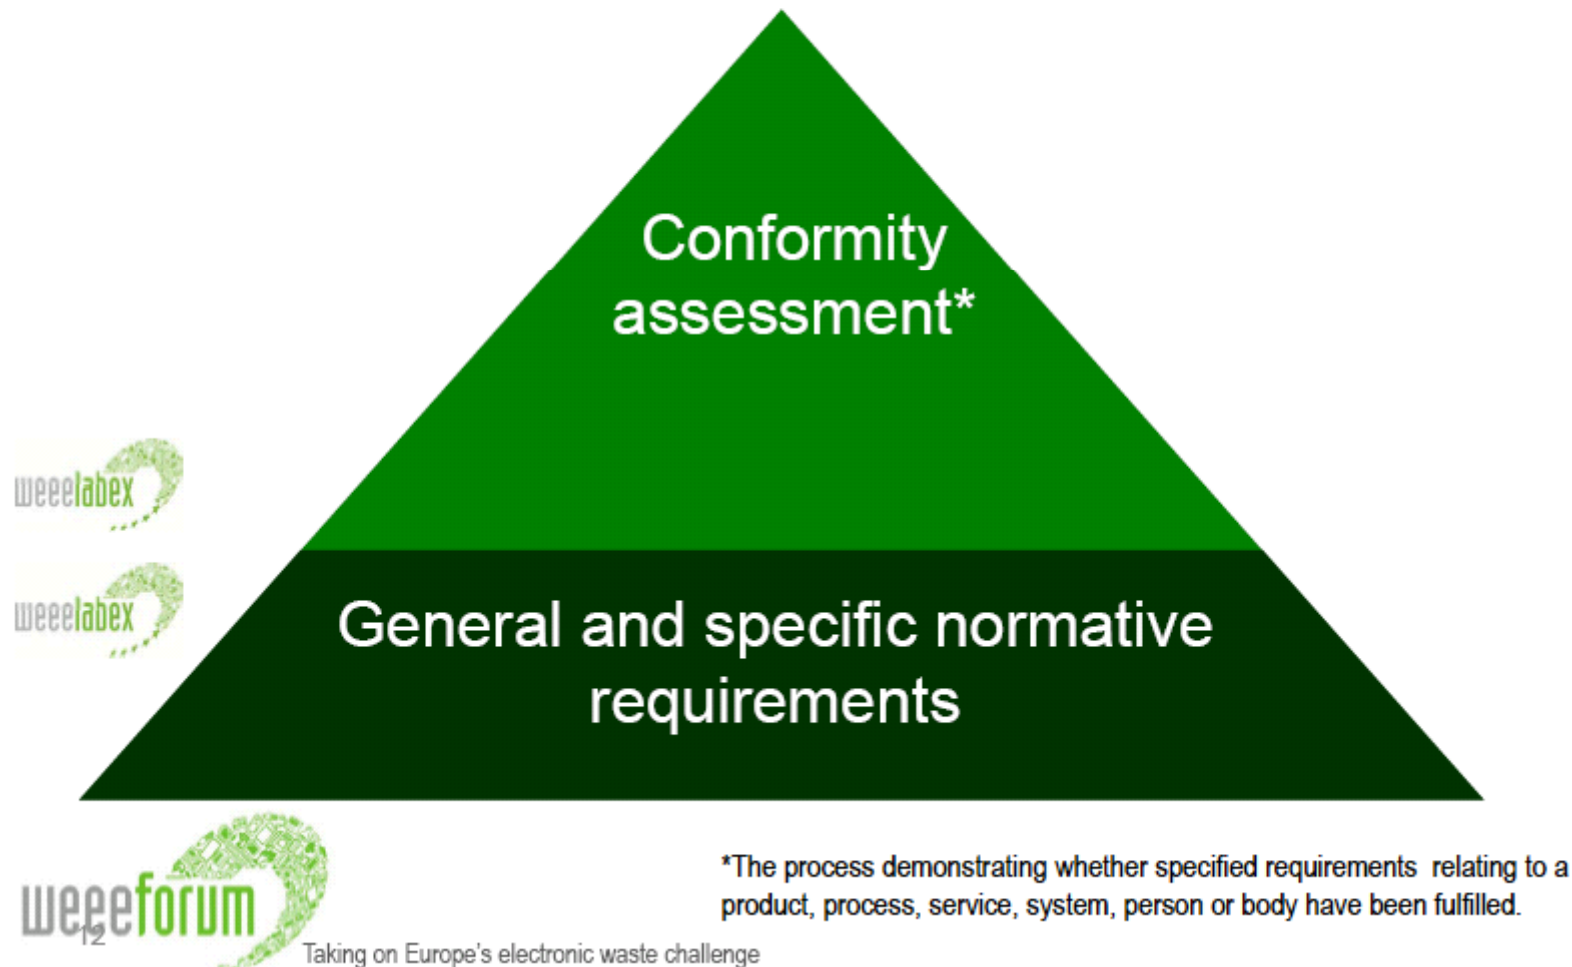 Conformity
assessment*
weeelabex
weeelabex
General and specific normative
requirements
weeeforum
12
*The process demonstrating whether specified requirements relating to a
product, process, service, system, person or body have been fulfilled.
Taking on Europe's electronic waste challenge